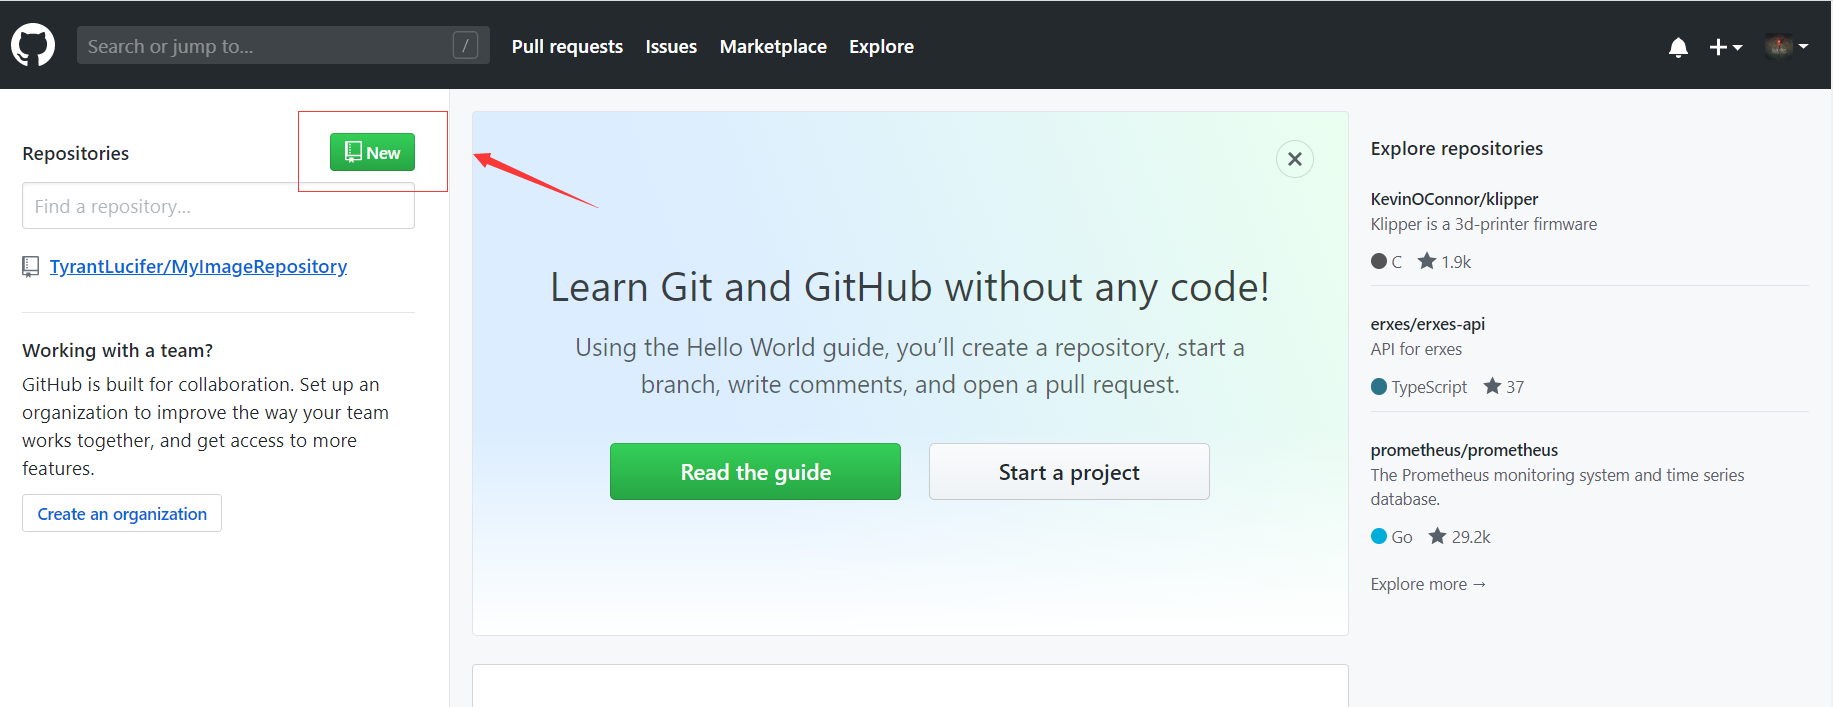 Search or jump to...
/
Pull requests
Issues
Marketplace
Explore
Repositories
New
Find a repository...
TyrantLucifer/MyImageRepository
Working with a team?
GitHub is built for collaboration. Set up an
organization to improve the way your team
works together, and get access to more
features.
Create an organization
Learn Git and GitHub without any code!
Using the Hello World guide, you’ll create a repository, start a
branch, write comments, and open a pull request.
Read the guide
Start a project
Explore repositories
KevinOConnor/klipper
Klipper is a 3d-printer firmware
C 1.9k
erxes/erxes-api
API for erxes
TypeScript 37
prometheus/prometheus
The Prometheus monitoring system and time series
database.
Go 29.2k
Explore more →